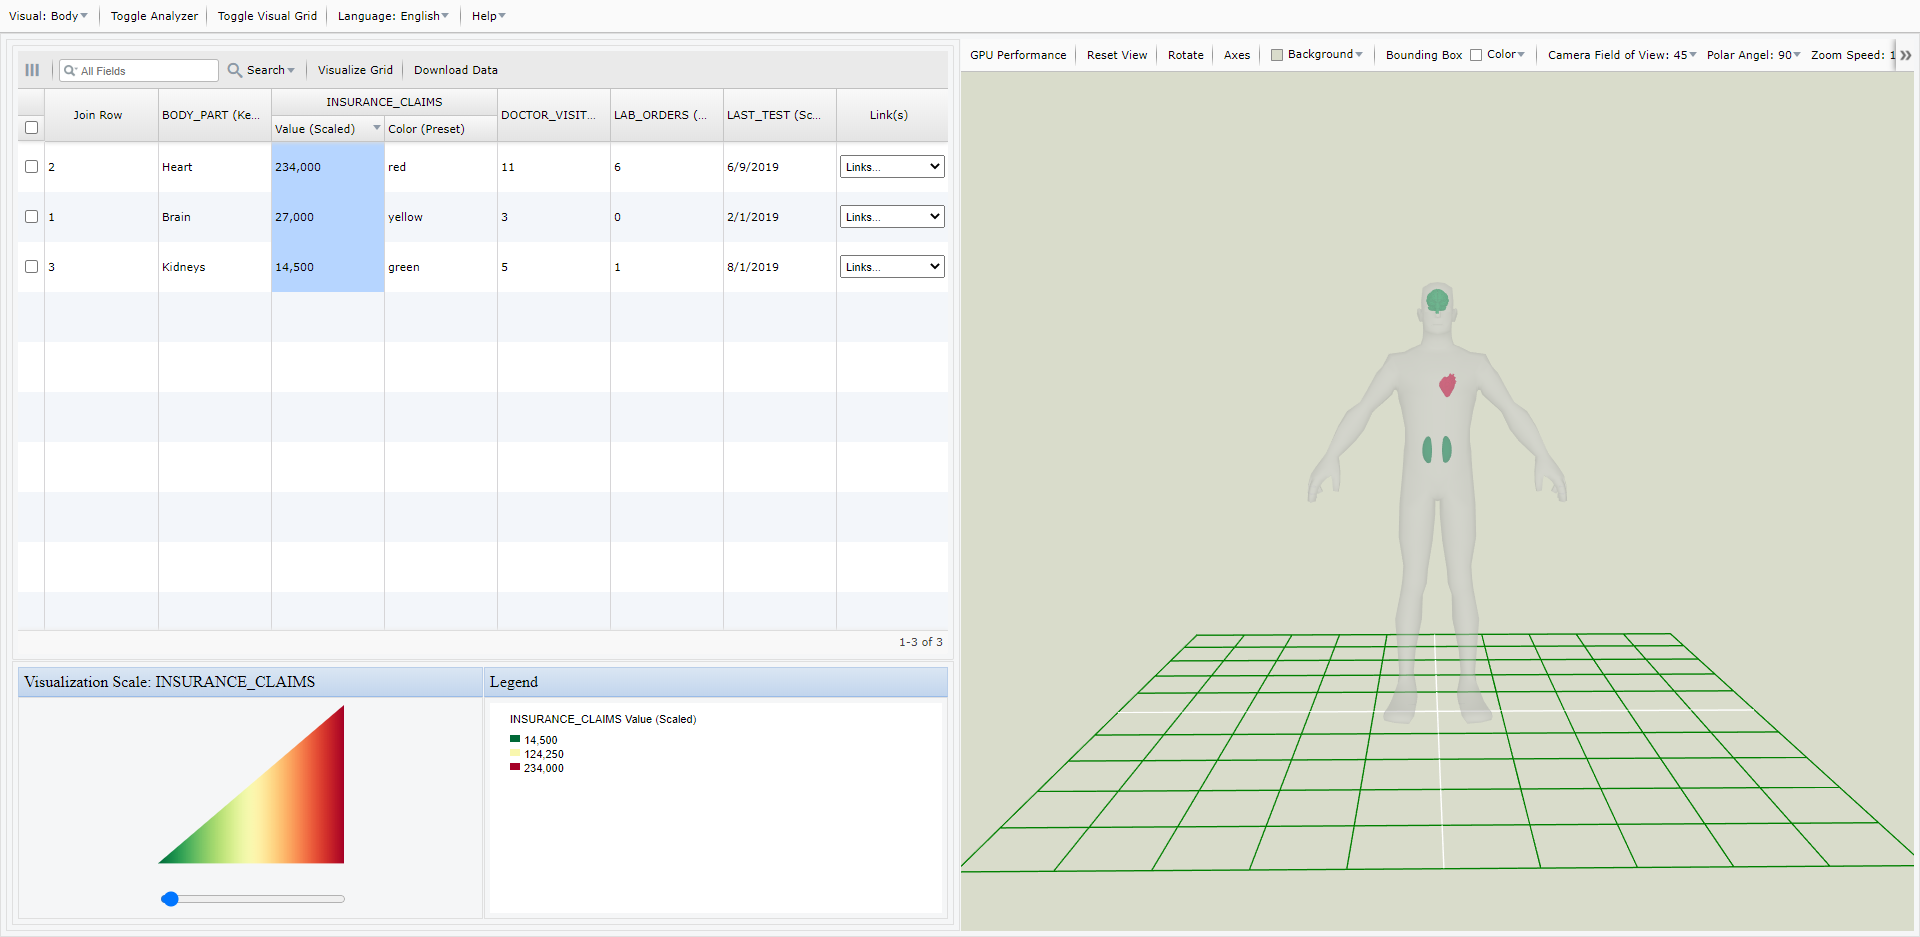 Visual: Body Toggle Analyzer Toggle Visual Grid Language: English Help
All Fields Search Visualize Grid Download Data
GPU Performance Reset View Rotate Axes Background Bounding Box Color Camera Field of View: 45 Polar Angel: 90 Zoom Speed: 1
Join Row BODY_PART (Ke... INSURANCE_CLAIMS DOCTOR_VISIT... LAB_ORDERS (... LAST_TEST (Sc... Link(s)
Value (Scaled) Color (Preset)
2 Heart 234,000 red 11 6 6/9/2019 Links...
1 Brain 27,000 yellow 3 0 2/1/2019 Links...
3 Kidneys 14,500 green 5 1 8/1/2019 Links...
1-3 of 3
Visualization Scale: INSURANCE_CLAIMS
Legend
INSURANCE_CLAIMS Value (Scaled)
14,500
124,250
234,000